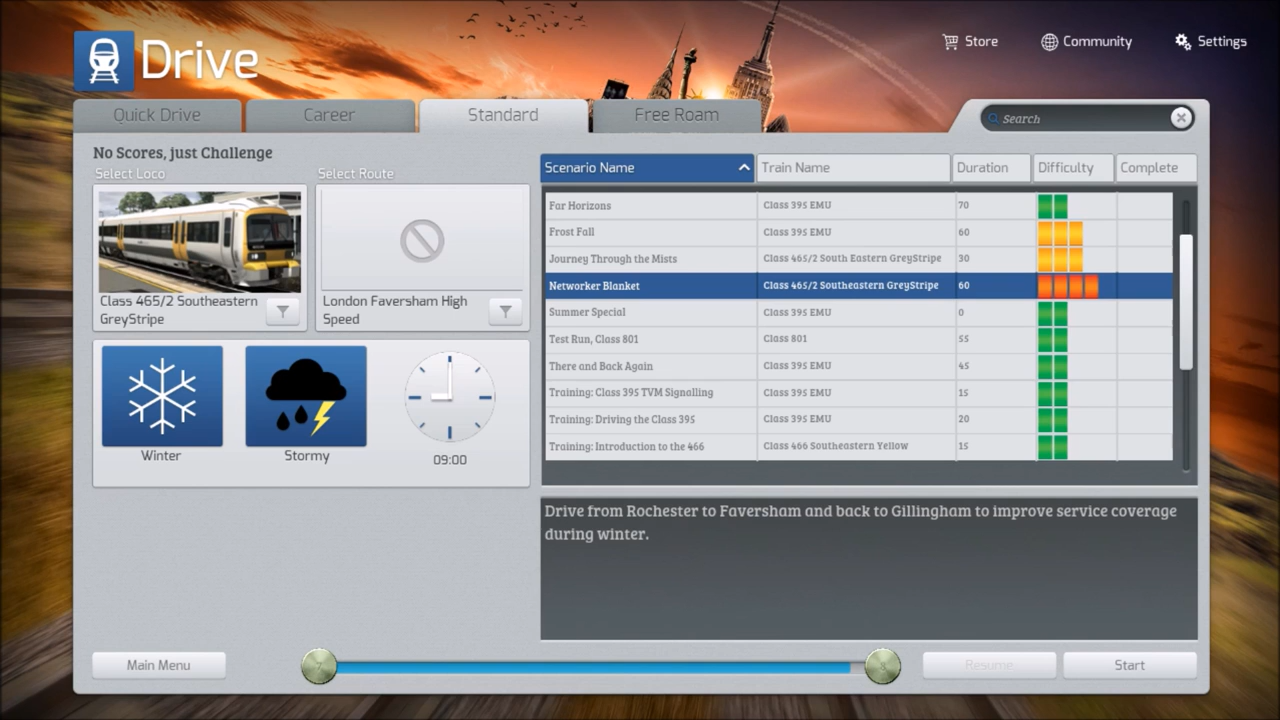 Drive
Store
Community
Settings
Quick Drive
Career
Standard
Free Roam
Search
No Scores, just Challenge
Select Loco
Select Route
Class 465/2 Southeastern
GreyStripe
London Faversham High
Speed
Winter
Stormy
09:00
Scenario Name Train Name Duration Difficulty Complete
Far Horizons Class 395 EMU 70
Frost Fall Class 395 EMU 60
Journey Through the Mists Class 465/2 South Eastern GreyStripe 30
Networker Blanket Class 465/2 Southeastern GreyStripe 60
Summer Special Class 395 EMU 0
Test Run, Class 801 Class 801 55
There and Back Again Class 395 EMU 45
Training: Class 395 TVM Signalling Class 395 EMU 15
Training: Driving the Class 395 Class 395 EMU 20
Training: Introduction to the 466 Class 466 Southeastern Yellow 15
Drive from Rochester to Faversham and back to Gillingham to improve service coverage
during winter.
Main Menu
Resume
Start